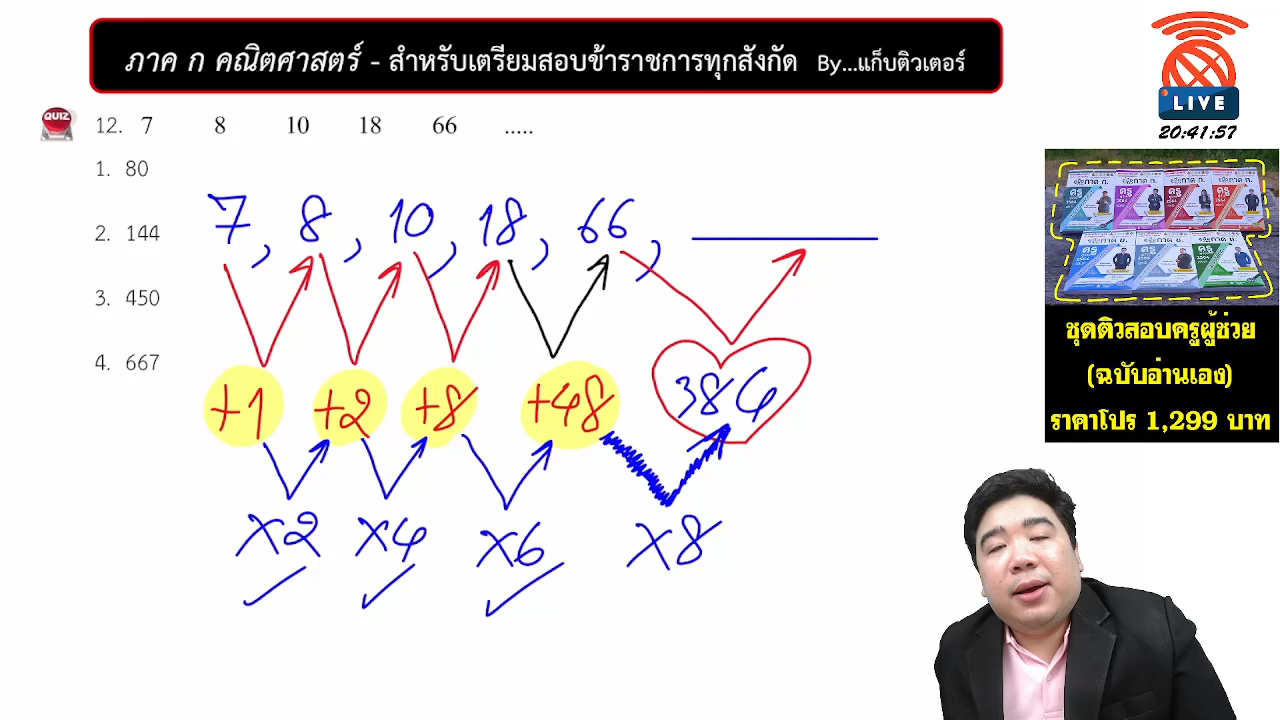 ภาค ก คณิตศาสตร์ - สำหรับเตรียมสอบข้าราชการทุกสังกัด By...แก็บติวเตอร์
LIVE
20:41:57
QUIZ
12. 7 8 10 18 66 .....
1. 80
2. 144
3. 450
4. 667
7, 8, 10, 18, 66,
+1 +2 +8 +48 384
×2 ×4 ×6 ×8
ชุดติวสอบครูผู้ช่วย
(ฉบับอ่านเอง)
ราคาโปร 1,299 บาท